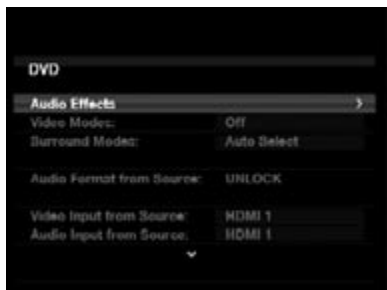 DVD
Audio Effects
Video Modes: Off
Surround Modes: Auto Select
Audio Format from Source: UNLOCK
Video Input from Source: HDMI 1
Audio Input from Source: HDMI 1